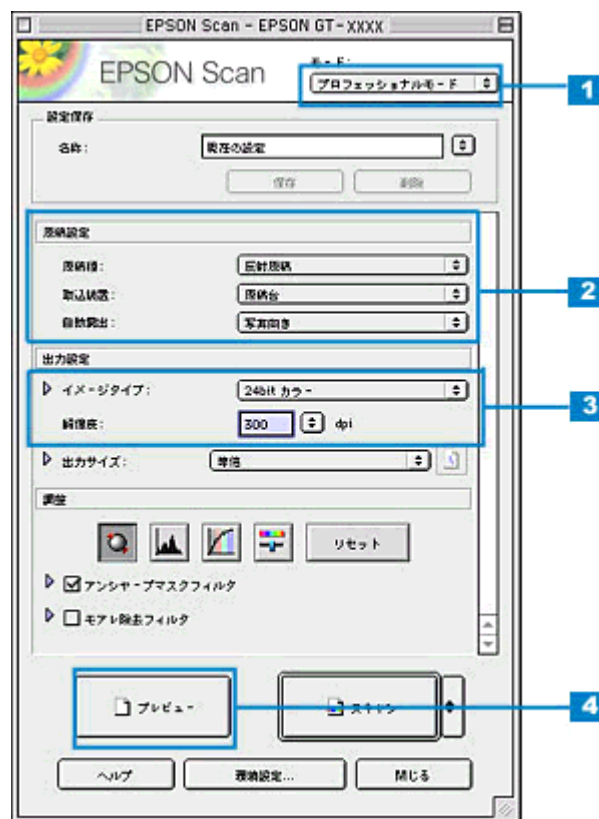 EPSON Scan - EPSON GT-XXXX
EPSON Scan
モード:
プロフェッショナルモード
1
設定保存
名称:
現在の設定
保存
削除
原稿設定
原稿種:
反射原稿
取込装置:
原稿台
2
自動露出:
写真向き
出力設定
イメージタイプ:
24bit カラー
3
解像度:
300
dpi
出力サイズ:
等倍
調整
リセット
アンシャープマスクフィルタ
モアレ除去フィルタ
プレビュー
スキャン
4
ヘルプ
環境設定...
閉じる